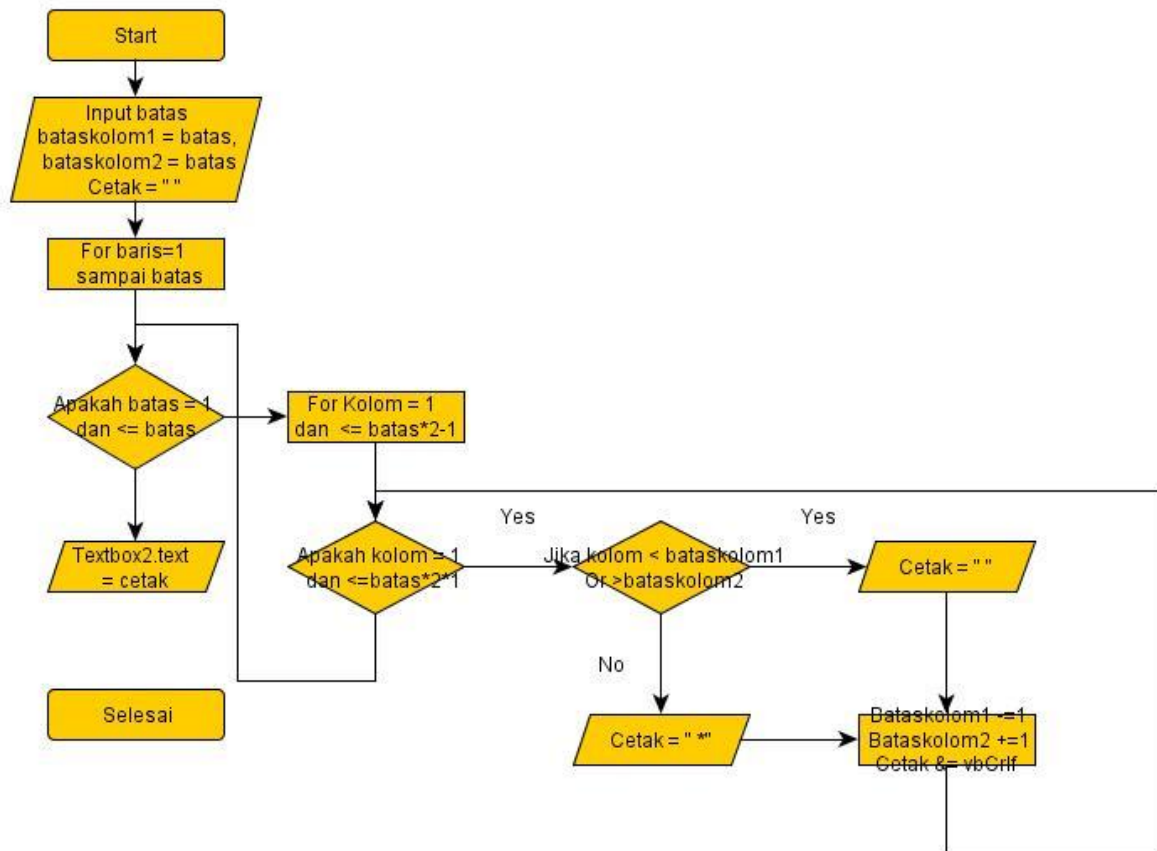 Start
Input batas
bataskolom1 = batas,
bataskolom2 = batas
Cetak = " "
For baris=1
sampai batas
Apakah batas = 1
dan <= batas
For Kolom = 1
dan <= batas*2-1
Textbox2.text
= cetak
Apakah kolom = 1
dan <=batas*2*1
Yes
Jika kolom < bataskolom1
Or >bataskolom2
Yes
Cetak = " "
No
Cetak = " *"
Bataskolom1 -=1
Bataskolom2 +=1
Cetak &= vbCrlf
Selesai